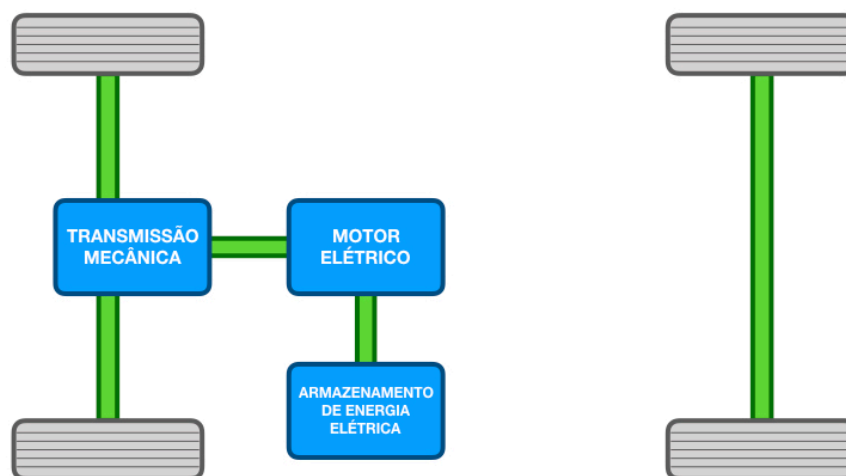 TRANSMISSÃO
MECÂNICA
MOTOR
ELÉTRICO
ARMAZENAMENTO
DE ENERGIA
ELÉTRICA